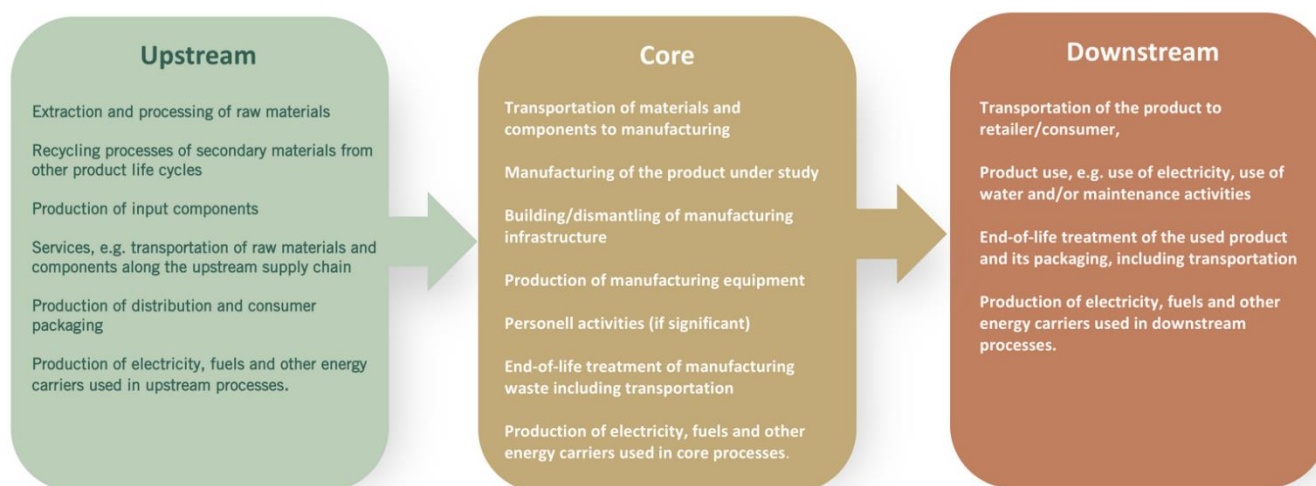 Upstream
Extraction and processing of raw materials
Recycling processes of secondary materials from
other product life cycles
Production of input components
Services, e.g. transportation of raw materials and
components along the upstream supply chain
Production of distribution and consumer
packaging
Production of electricity, fuels and other energy
carriers used in upstream processes.
Core
Transportation of materials and
components to manufacturing
Manufacturing of the product under study
Building/dismantling of manufacturing
infrastructure
Production of manufacturing equipment
Personell activities (if significant)
End-of-life treatment of manufacturing
waste including transportation
Production of electricity, fuels and other
energy carriers used in core processes.
Downstream
Transportation of the product to
retailer/consumer,
Product use, e.g. use of electricity, use of
water and/or maintenance activities
End-of-life treatment of the used product
and its packaging, including transportation
Production of electricity, fuels and other
energy carriers used in downstream
processes.